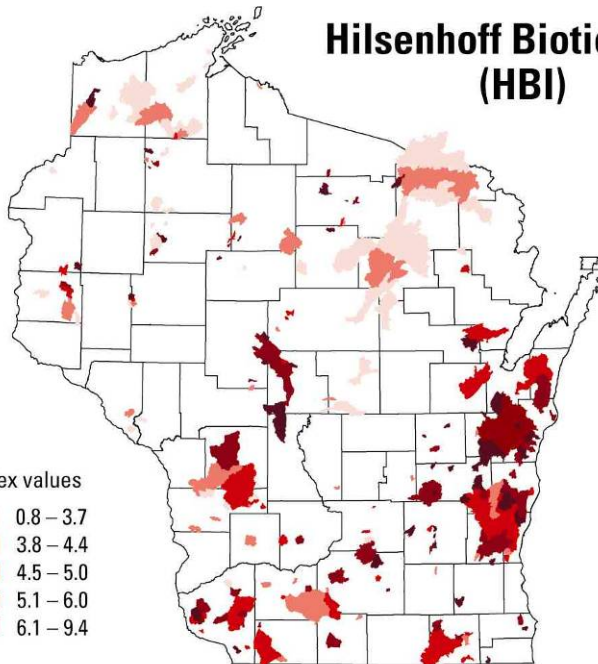 Hilsenhoff Biotic
(HBI)
ex values
0.8 – 3.7
3.8 – 4.4
4.5 – 5.0
5.1 – 6.0
6.1 – 9.4